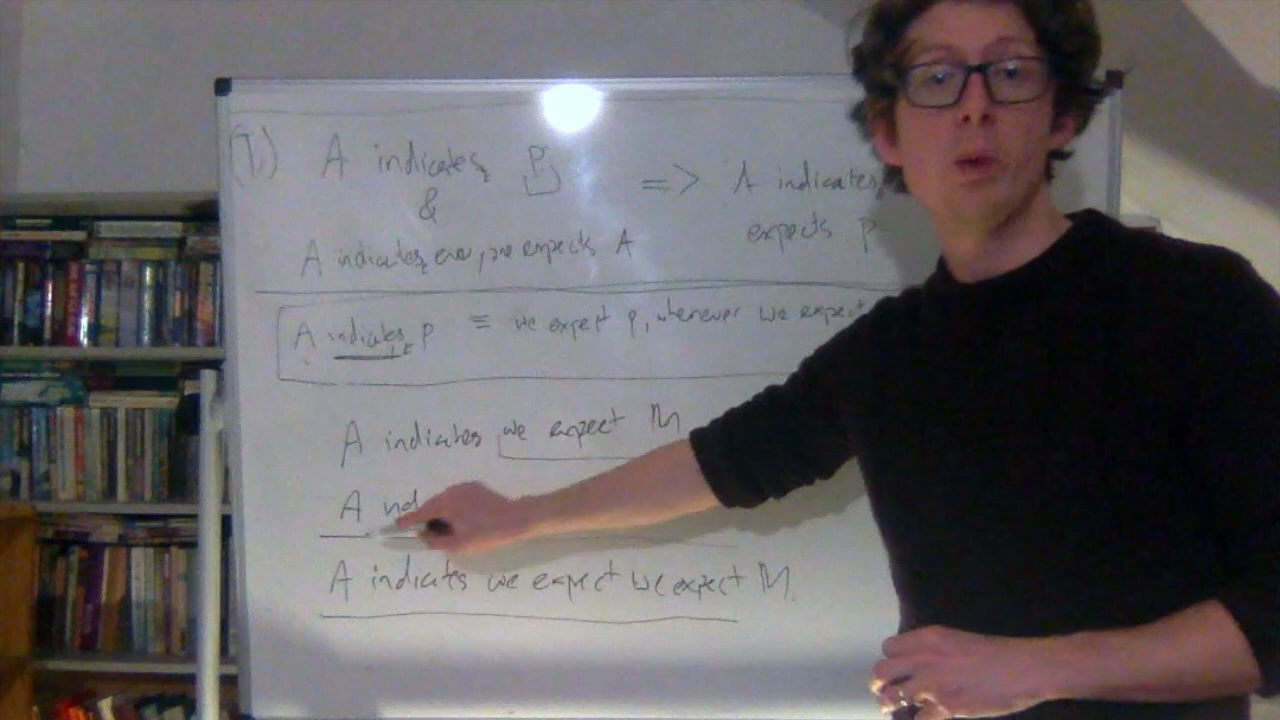 (T.) A indicates P => A indicates
&
A indicates everyone expects A expects p
A indicates p ≡ we expect p, whenever we expect
A indicates we expect M
A ind
A indicates we expect we expect M.